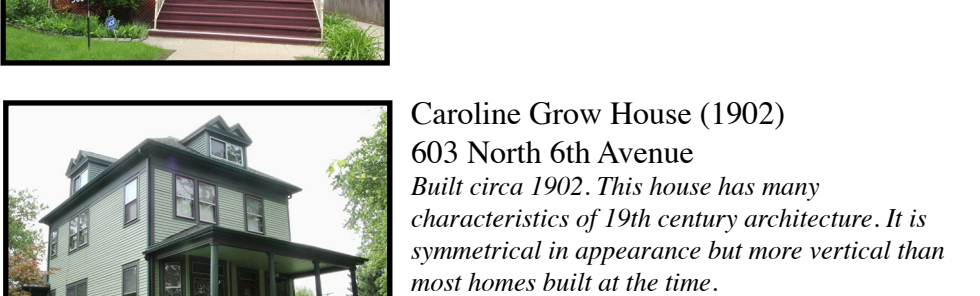 Caroline Grow House (1902)
603 North 6th Avenue
Built circa 1902. This house has many
characteristics of 19th century architecture. It is
symmetrical in appearance but more vertical than
most homes built at the time.